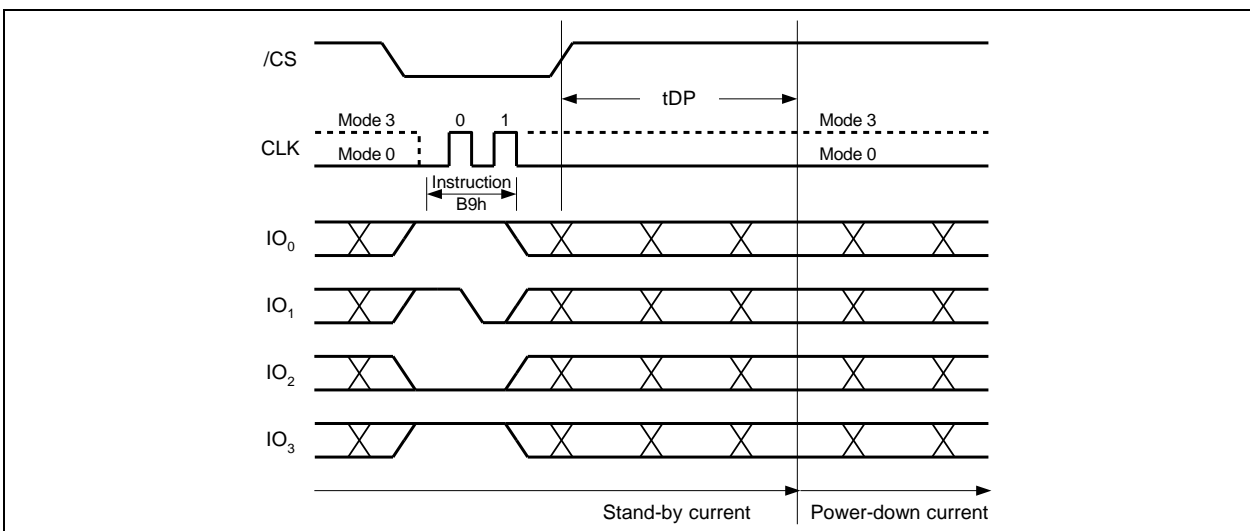 /CS
tDP
Mode 3 0 1 Mode 3
CLK
Mode 0 Mode 0
Instruction
B9h
IO0
IO1
IO2
IO3
Stand-by current Power-down current